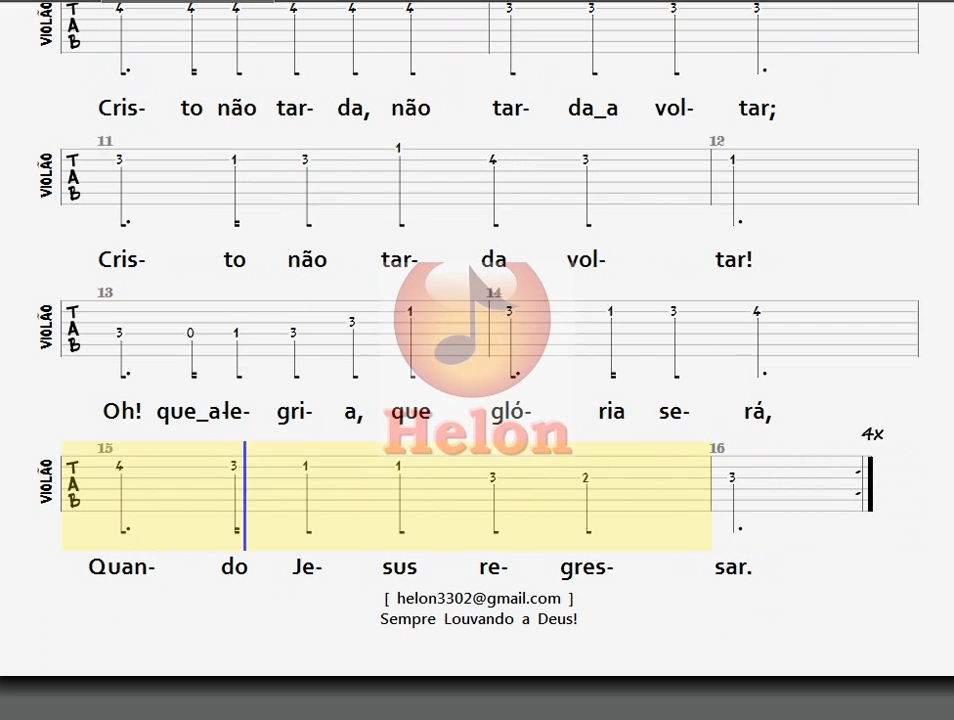 VIOLÃO T A B 4 4 4 4 4 4 3 3 3 3
Cris- to não tar- da, não tar- da_a vol- tar;
11 12
VIOLÃO T A B 3 1 3 1 4 3 1
Cris- to não tar- da vol- tar!
13 14
VIOLÃO T A B 3 0 1 3 3 1 3 1 3 4
Oh! que_ale- gri- a, que gló- ria se- rá,
Helon
4x
15 16
VIOLÃO T A B 4 3 1 1 3 2 3
Quan- do Je- sus re- gres- sar.
[ helon3302@gmail.com ]
Sempre Louvando a Deus!